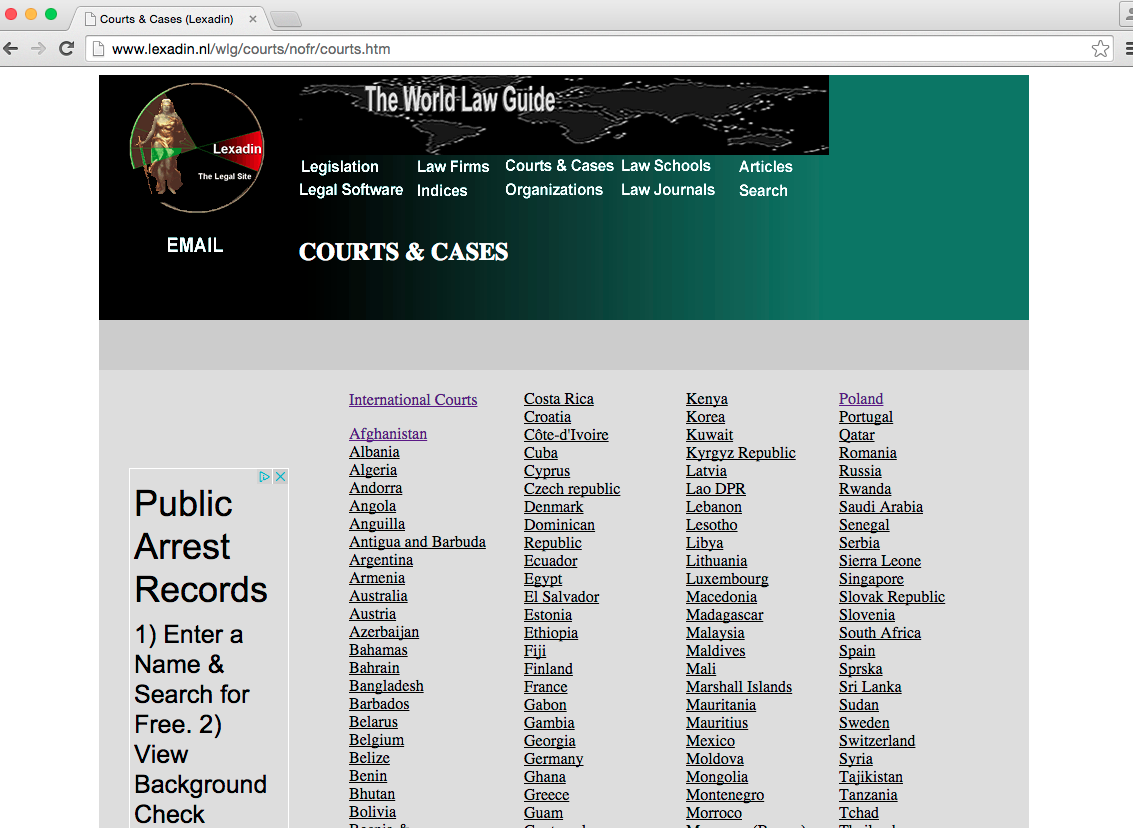 Courts & Cases (Lexadin)
www.lexadin.nl/wlg/courts/nofr/courts.htm
The World Law Guide
Lexadin
The Legal Site
Legislation
Law Firms
Courts & Cases
Law Schools
Articles
Legal Software
Indices
Organizations
Law Journals
Search
EMAIL
COURTS & CASES
Public
Arrest
Records
1) Enter a
Name &
Search for
Free. 2)
View
Background
Check
International Courts
Afghanistan
Albania
Algeria
Andorra
Angola
Anguilla
Antigua and Barbuda
Argentina
Armenia
Australia
Austria
Azerbaijan
Bahamas
Bahrain
Bangladesh
Barbados
Belarus
Belgium
Belize
Benin
Bhutan
Bolivia
Costa Rica
Croatia
Côte-d'Ivoire
Cuba
Cyprus
Czech republic
Denmark
Dominican
Republic
Ecuador
Egypt
El Salvador
Estonia
Ethiopia
Fiji
Finland
France
Gabon
Gambia
Georgia
Germany
Ghana
Greece
Guam
Kenya
Korea
Kuwait
Kyrgyz Republic
Latvia
Lao DPR
Lebanon
Lesotho
Libya
Lithuania
Luxembourg
Macedonia
Madagascar
Malaysia
Maldives
Mali
Marshall Islands
Mauritania
Mauritius
Mexico
Moldova
Mongolia
Montenegro
Morroco
Poland
Portugal
Qatar
Romania
Russia
Rwanda
Saudi Arabia
Senegal
Serbia
Sierra Leone
Singapore
Slovak Republic
Slovenia
South Africa
Spain
Sprska
Sri Lanka
Sudan
Sweden
Switzerland
Syria
Tajikistan
Tanzania
Tchad